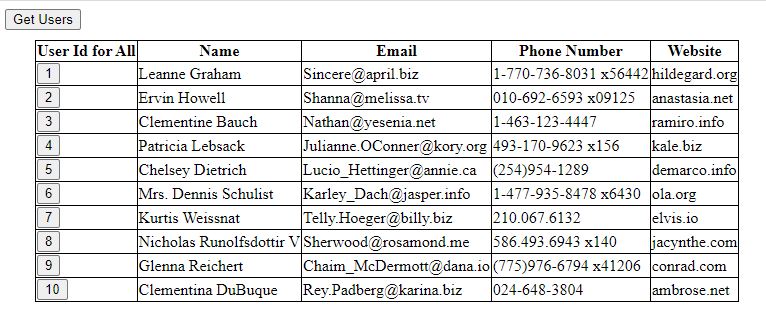 Get Users
User Id for All Name Email Phone Number Website
1 Leanne Graham Sincere@april.biz 1-770-736-8031 x56442 hildegard.org
2 Ervin Howell Shanna@melissa.tv 010-692-6593 x09125 anastasia.net
3 Clementine Bauch Nathan@yesenia.net 1-463-123-4447 ramiro.info
4 Patricia Lebsack Julianne.OConner@kory.org 493-170-9623 x156 kale.biz
5 Chelsey Dietrich Lucio_Hettinger@annie.ca (254)954-1289 demarco.info
6 Mrs. Dennis Schulist Karley_Dach@jasper.info 1-477-935-8478 x6430 ola.org
7 Kurtis Weissnat Telly.Hoeger@billy.biz 210.067.6132 elvis.io
8 Nicholas Runolfsdottir V Sherwood@rosamond.me 586.493.6943 x140 jacynthe.com
9 Glenna Reichert Chaim_McDermott@dana.io (775)976-6794 x41206 conrad.com
10 Clementina DuBuque Rey.Padberg@karina.biz 024-648-3804 ambrose.net